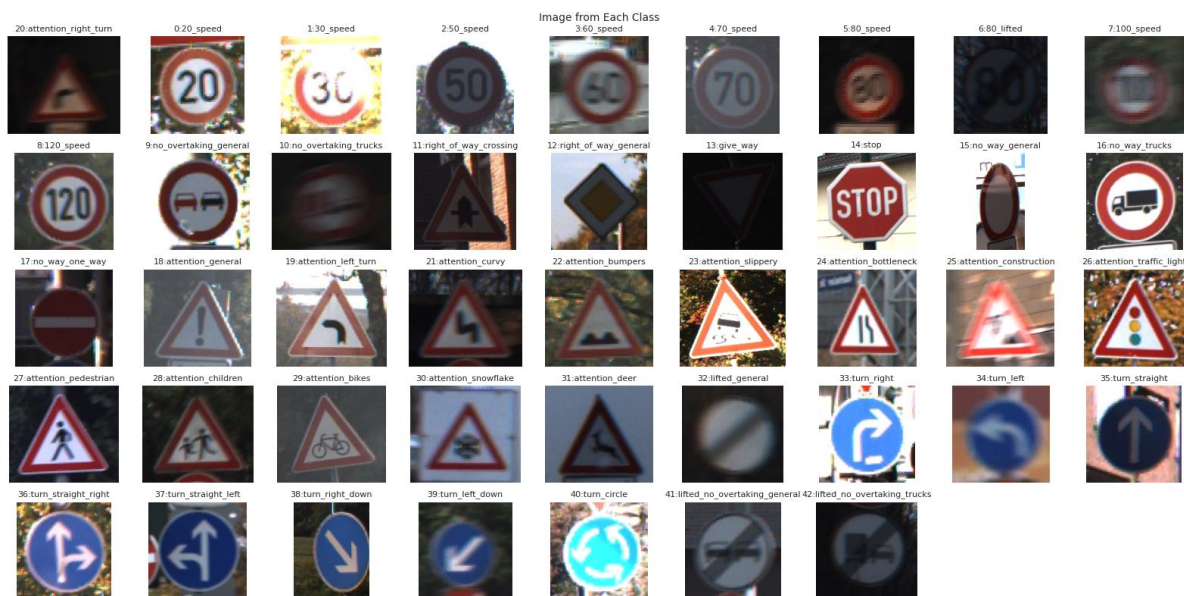 Image from Each Class
20:attention_right_turn 0:20_speed 1:30_speed 2:50_speed 3:60_speed 4:70_speed 5:80_speed 6:80_lifted 7:100_speed
20 30 50 60 70 80 80
8:120_speed 9:no_overtaking_general 10:no_overtaking_trucks 11:right_of_way_crossing 12:right_of_way_general 13:give_way 14:stop 15:no_way_general 16:no_way_trucks
120 STOP
17:no_way_one_way 18:attention_general 19:attention_left_turn 21:attention_curvy 22:attention_bumpers 23:attention_slippery 24:attention_bottleneck 25:attention_construction 26:attention_traffic_light
!
27:attention_pedestrian 28:attention_children 29:attention_bikes 30:attention_snowflake 31:attention_deer 32:lifted_general 33:turn_right 34:turn_left 35:turn_straight
36:turn_straight_right 37:turn_straight_left 38:turn_right_down 39:turn_left_down 40:turn_circle 41:lifted_no_overtaking_general 42:lifted_no_overtaking_trucks